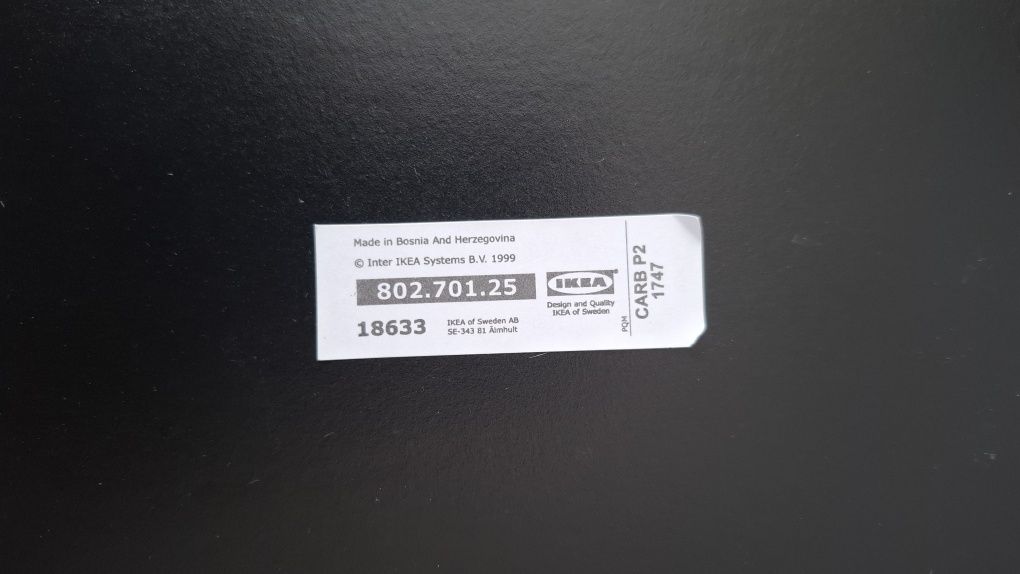 Made in Bosnia And Herzegovina
© Inter IKEA Systems B.V. 1999
802.701.25
18633
IKEA of Sweden AB
SE-343 81 Älmhult
IKEA®
Design and Quality
IKEA of Sweden
PQM
CARB P2
1747